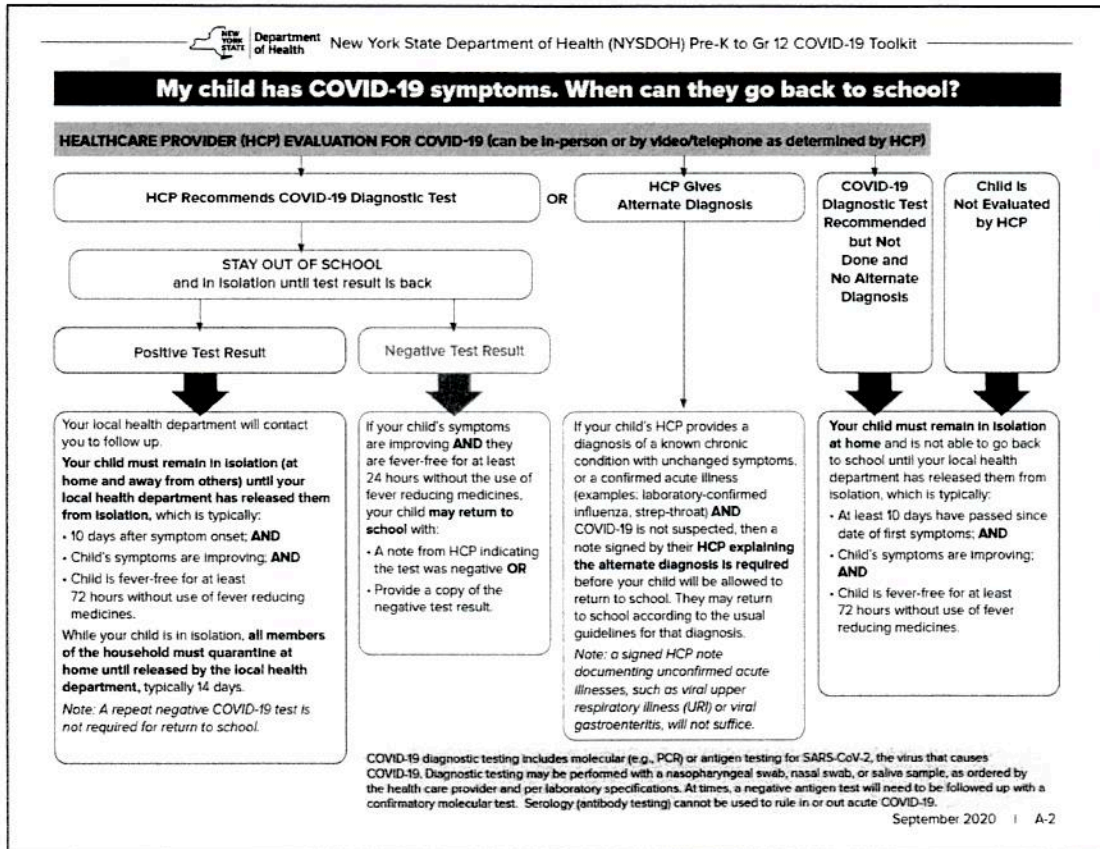 NEW
YORK
STATE
Department
of Health
New York State Department of Health (NYSDOH) Pre-K to Gr 12 COVID-19 Toolkit
My child has COVID-19 symptoms. When can they go back to school?
HEALTHCARE PROVIDER (HCP) EVALUATION FOR COVID-19 (can be in-person or by video/telephone as determined by HCP)
HCP Recommends COVID-19 Diagnostic Test
OR
HCP Gives
Alternate Diagnosis
COVID-19
Diagnostic Test
Recommended
but Not
Done and
No Alternate
Diagnosis
Child Is
Not Evaluated
by HCP
STAY OUT OF SCHOOL
and in isolation until test result is back
Positive Test Result
Negative Test Result
Your local health department will contact
you to follow up.
Your child must remain in isolation (at
home and away from others) until your
local health department has released them
from isolation, which is typically:
• 10 days after symptom onset; AND
• Child's symptoms are improving; AND
• Child is fever-free for at least
72 hours without use of fever reducing
medicines.
While your child is in isolation, all members
of the household must quarantine at
home until released by the local health
department, typically 14 days.
Note: A repeat negative COVID-19 test is
not required for return to school.
If your child's symptoms
are improving AND they
are fever-free for at least
24 hours without the use of
fever reducing medicines,
your child may return to
school with:
• A note from HCP indicating
the test was negative OR
• Provide a copy of the
negative test result.
If your child's HCP provides a
diagnosis of a known chronic
condition with unchanged symptoms,
or a confirmed acute illness
(examples: laboratory-confirmed
influenza, strep-throat) AND
COVID-19 is not suspected, then a
note signed by their HCP explaining
the alternate diagnosis is required
before your child will be allowed to
return to school. They may return
to school according to the usual
guidelines for that diagnosis.
Note: a signed HCP note
documenting unconfirmed acute
illnesses, such as viral upper
respiratory illness (URI) or viral
gastroenteritis, will not suffice.
Your child must remain in isolation
at home and is not able to go back
to school until your local health
department has released them from
isolation, which is typically:
• At least 10 days have passed since
date of first symptoms; AND
• Child's symptoms are improving;
AND
• Child is fever-free for at least
72 hours without use of fever
reducing medicines.
COVID-19 diagnostic testing includes molecular (e.g., PCR) or antigen testing for SARS-CoV-2, the virus that causes
COVID-19. Diagnostic testing may be performed with a nasopharyngeal swab, nasal swab, or saliva sample, as ordered by
the health care provider and per laboratory specifications. At times, a negative antigen test will need to be followed up with a
confirmatory molecular test. Serology (antibody testing) cannot be used to rule in or out acute COVID-19.
September 2020 | A-2